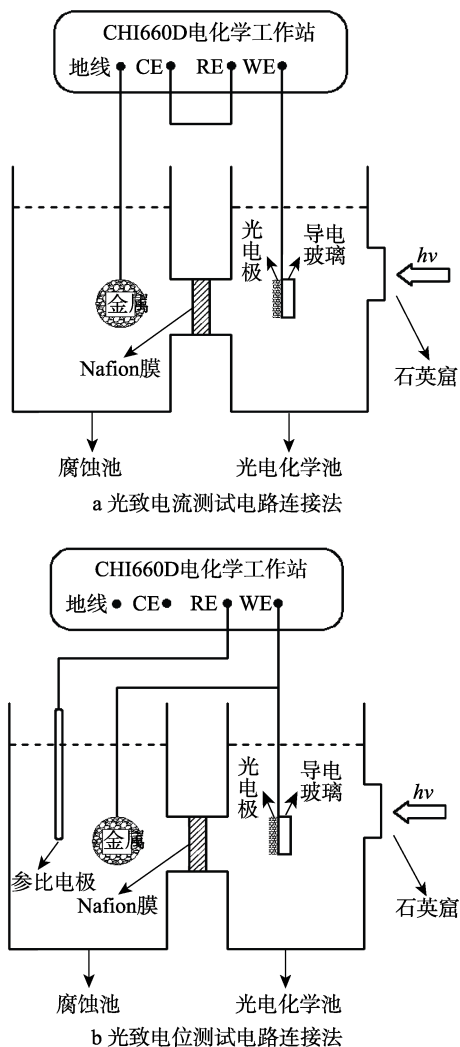 CHI660D电化学工作站
地线 CE RE WE
光电极
导电玻璃
hv
金属
Nafion膜
石英窟
腐蚀池
光电化学池
a 光致电流测试电路连接法
CHI660D电化学工作站
地线 CE RE WE
光电极
导电玻璃
hv
金属
参比电极
Nafion膜
石英窟
腐蚀池
光电化学池
b 光致电位测试电路连接法